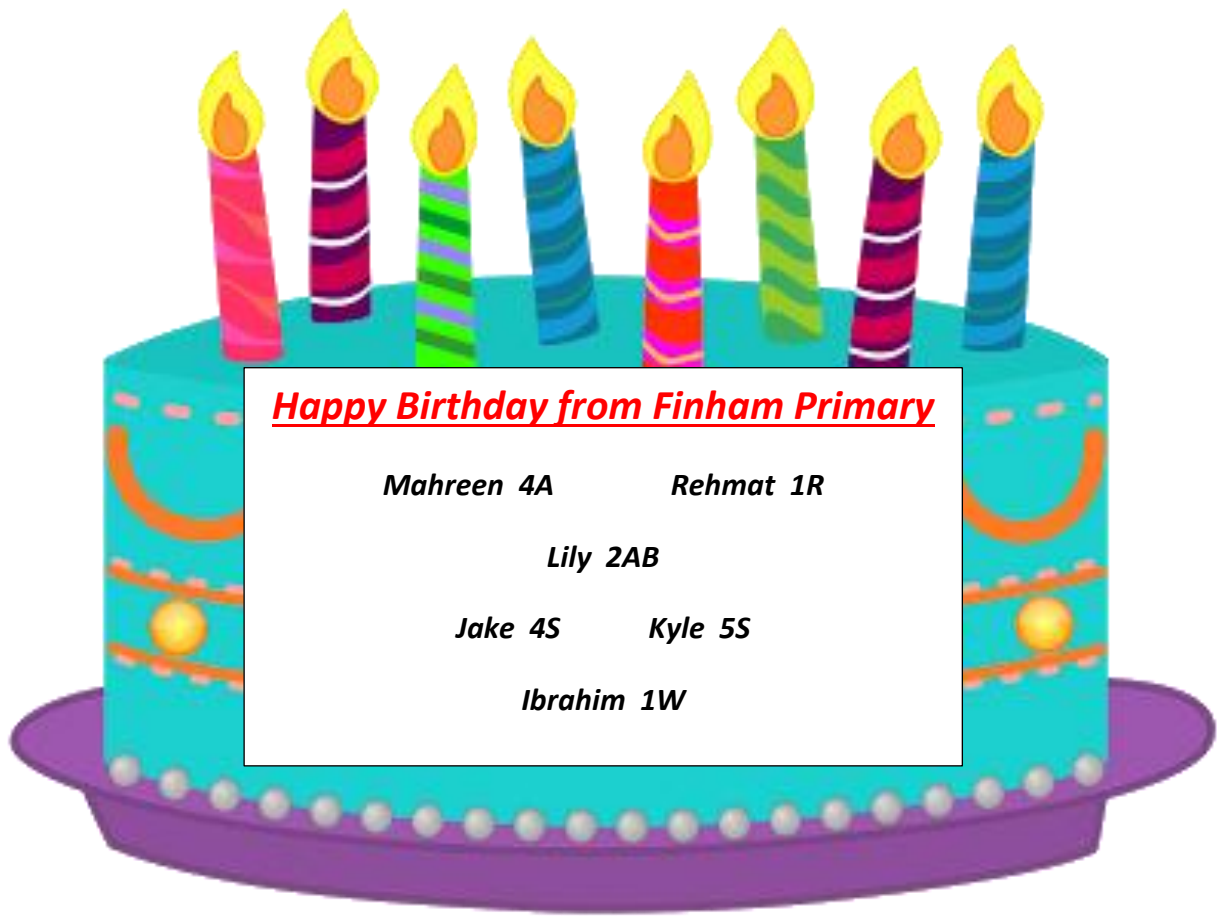 Happy Birthday from Finham Primary
Mahreen 4A Rehmat 1R
Lily 2AB
Jake 4S Kyle 5S
Ibrahim 1W